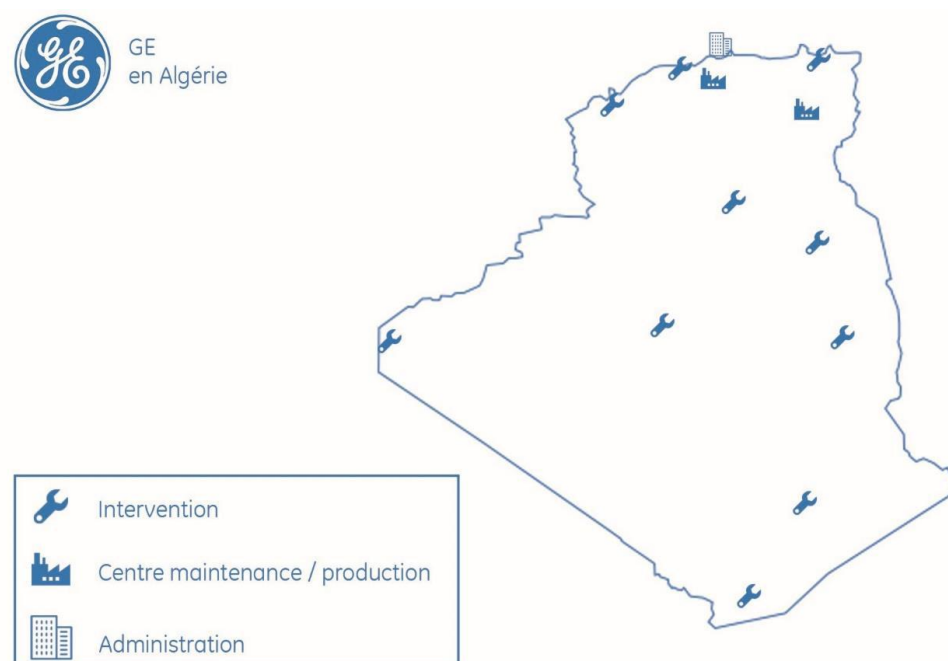 GE
GE
en Algérie
Intervention
Centre maintenance / production
Administration